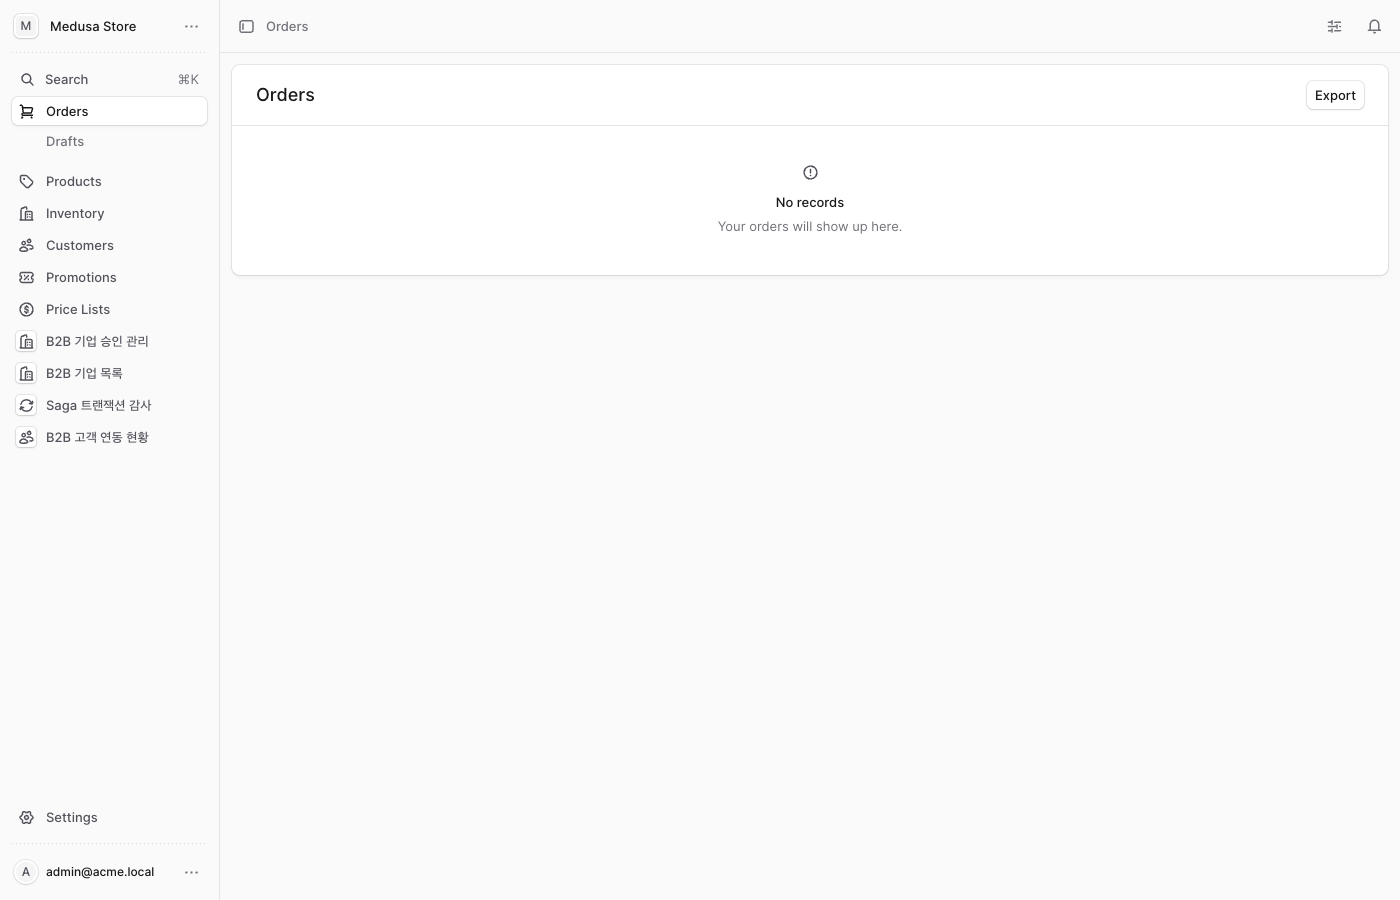 M Medusa Store
Search ⌘K
Orders
Drafts
Products
Inventory
Customers
Promotions
Price Lists
B2B 기업 승인 관리
B2B 기업 목록
Saga 트랜잭션 감사
B2B 고객 연동 현황
Settings
A admin@acme.local
Orders
Orders
Export
No records
Your orders will show up here.